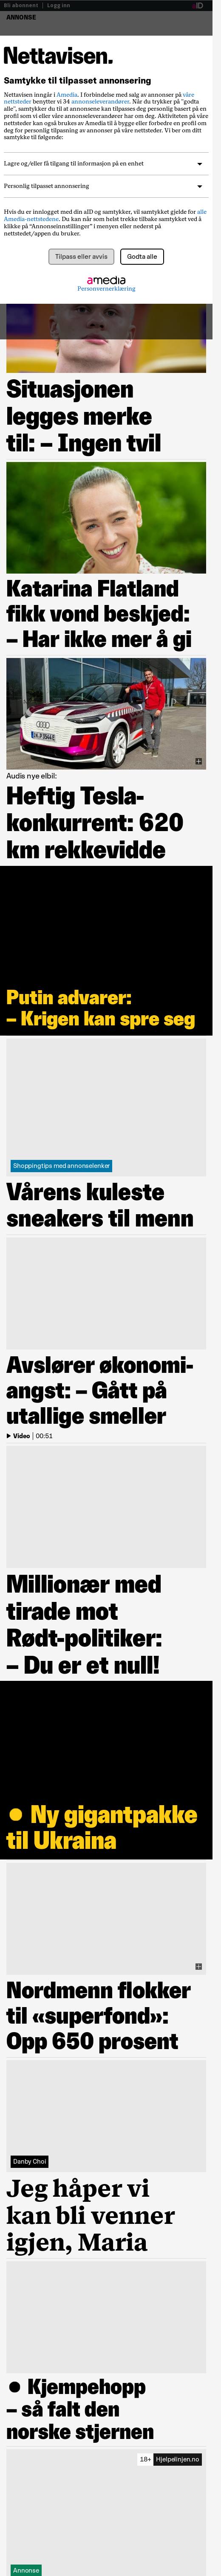 Bli abonnent | Logg inn
aID
ANNONSE
Nettavisen.
Samtykke til tilpasset annonsering
Nettavisen inngår i Amedia. I forbindelse med salg av annonser på våre
nettsteder benytter vi 34 annonseleverandører. Når du trykker på "godta
alle", samtykker du til at annonsene kan tilpasses deg personlig basert på en
profil som vi eller våre annonseleverandører har om deg. Aktiviteten på våre
nettsteder kan også brukes av Amedia til å bygge profilen du har hos oss om
deg for personlig tilpasning av annonser på våre nettsteder. Vi ber om ditt
samtykke til følgende:
Lagre og/eller få tilgang til informasjon på en enhet
Personlig tilpasset annonsering
Hvis du er innlogget med din aID og samtykker, vil samtykket gjelde for alle
Amedia-nettstedene. Du kan når som helst trekke tilbake samtykket ved å
klikke på “Annonseinnstillinger” i menyen eller nederst på
nettstedet/appen du bruker.
Tilpass eller avvis
Godta alle
amedia
Personvernerklæring
Situasjonen
legges merke
til: – Ingen tvil
Katarina Flatland
fikk vond beskjed:
– Har ikke mer å gi
Audis nye elbil:
Heftig Tesla-
konkurrent: 620
km rekkevidde
Putin advarer:
– Krigen kan spre seg
Shoppingtips med annonselenker
Vårens kuleste
sneakers til menn
Avslører økonomi-
angst: – Gått på
utallige smeller
Video | 00:51
Millionær med
tirade mot
Rødt-politiker:
– Du er et null!
● Ny gigantpakke
til Ukraina
Nordmenn flokker
til «superfond»:
Opp 650 prosent
Danby Choi
Jeg håper vi
kan bli venner
igjen, Maria
● Kjempehopp
– så falt den
norske stjernen
18+ Hjelpelinjen.no
Annonse